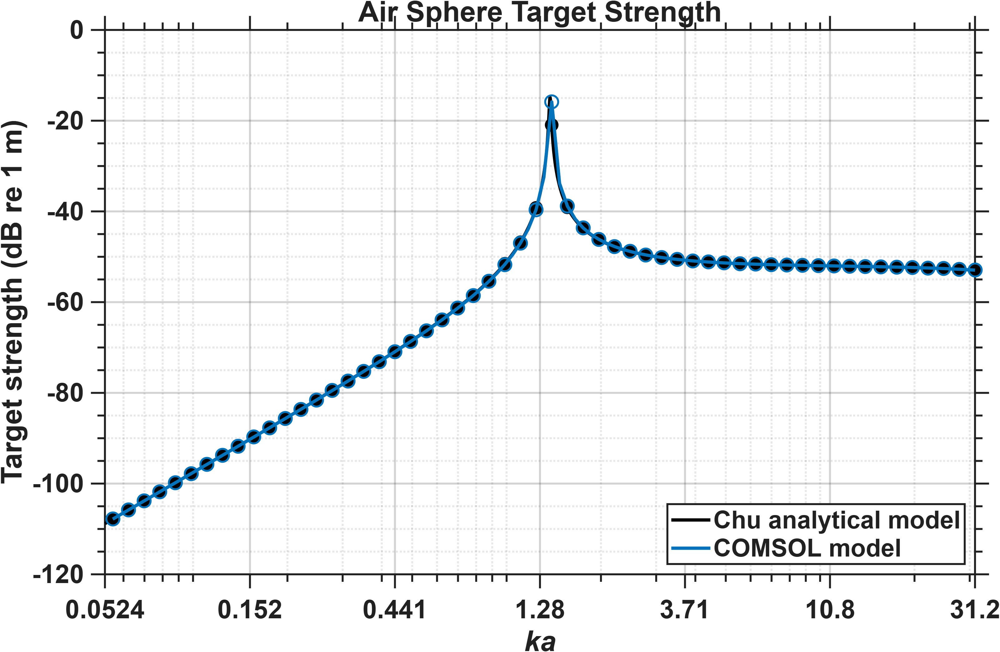 Air Sphere Target Strength
Target strength (dB re 1 m)
0
-20
-40
-60
-80
-100
-120
Chu analytical model
COMSOL model
0.0524 0.152 0.441 1.28 3.71 10.8 31.2
ka